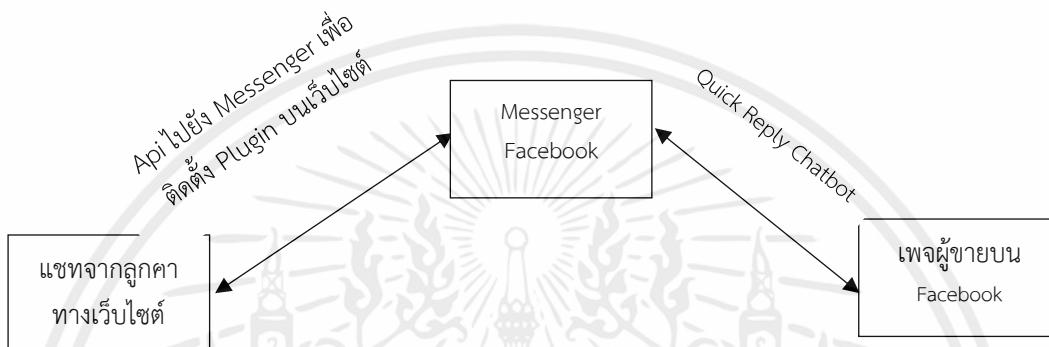 Api ไปยัง Messenger เพื่อ
ติดตั้ง Plugin บนเว็บไซต์
Messenger
Facebook
Quick Reply Chatbot
แชทจากลูกคา
ทางเว็บไซต์
เพจผู้ขายบน
Facebook